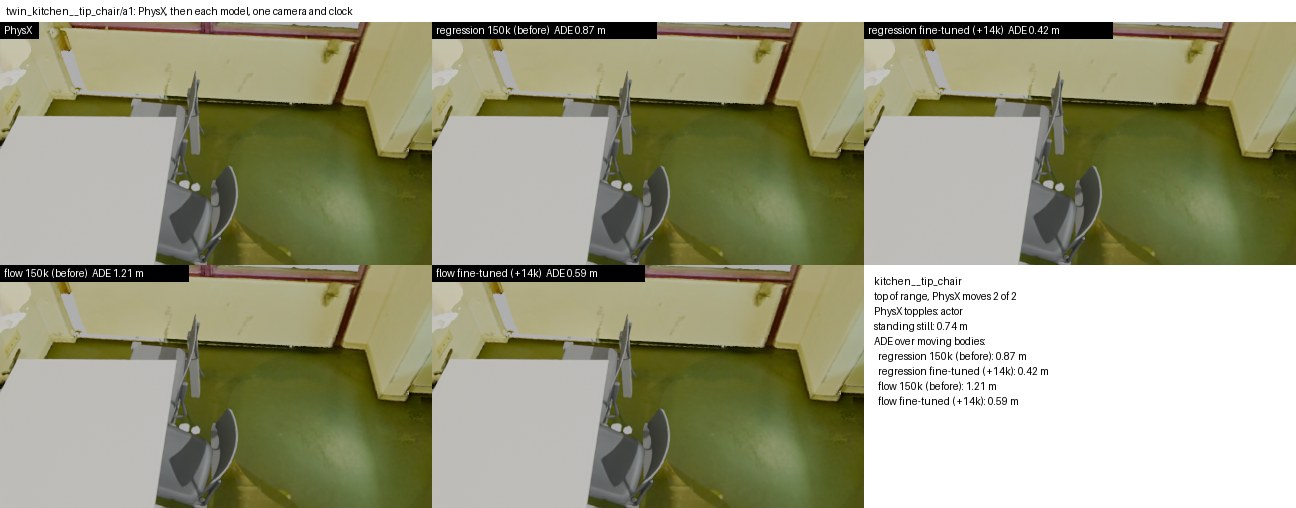 twin_kitchen__tip_chair/a1: PhysX, then each model, one camera and clock
PhysX
regression 150k (before) ADE 0.87 m
regression fine-tuned (+14k) ADE 0.42 m
flow 150k (before) ADE 1.21 m
flow fine-tuned (+14k) ADE 0.59 m
kitchen__tip_chair
top of range, PhysX moves 2 of 2
PhysX topples: actor
standing still: 0.74 m
ADE over moving bodies:
regression 150k (before): 0.87 m
regression fine-tuned (+14k): 0.42 m
flow 150k (before): 1.21 m
flow fine-tuned (+14k): 0.59 m